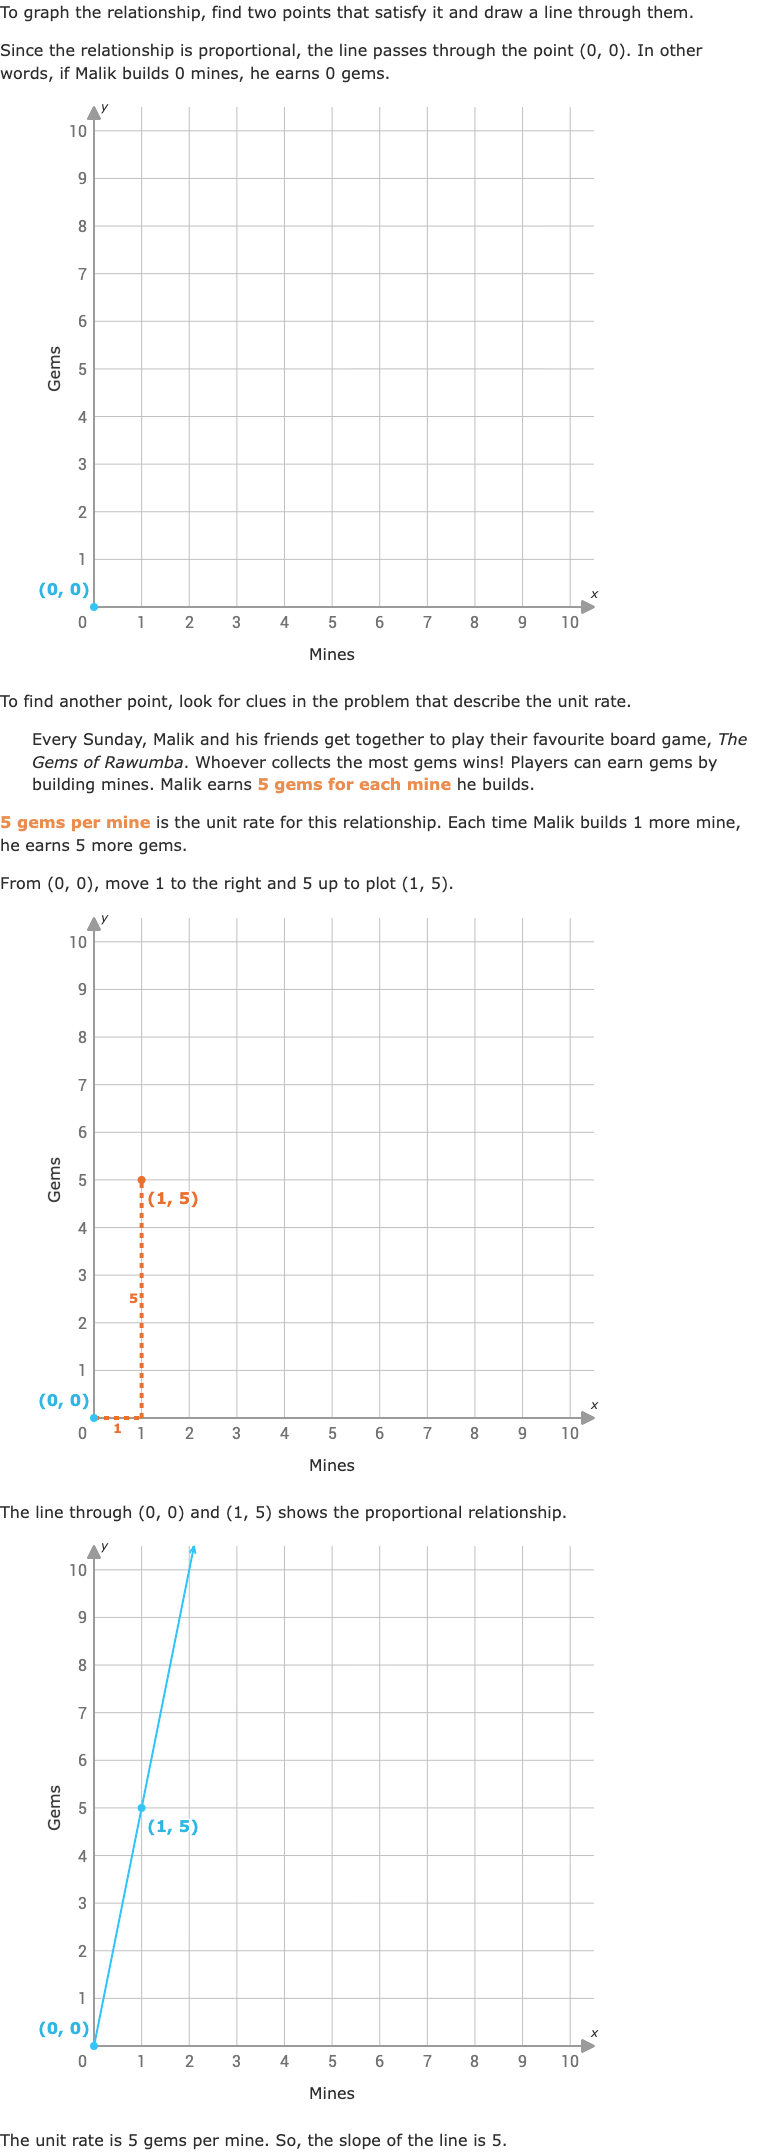 To graph the relationship, find two points that satisfy it and draw a line through them.
Since the relationship is proportional, the line passes through the point (0, 0). In other
words, if Malik builds 0 mines, he earns 0 gems.
y
10
9
8
7
6
5
4
3
2
1
Gems
(0, 0)
x
0 1 2 3 4 5 6 7 8 9 10
Mines
To find another point, look for clues in the problem that describe the unit rate.
Every Sunday, Malik and his friends get together to play their favourite board game, The
Gems of Rawumba. Whoever collects the most gems wins! Players can earn gems by
building mines. Malik earns 5 gems for each mine he builds.
5 gems per mine is the unit rate for this relationship. Each time Malik builds 1 more mine,
he earns 5 more gems.
From (0, 0), move 1 to the right and 5 up to plot (1, 5).
y
10
9
8
7
6
Gems
5
(1, 5)
4
3
5
2
1
(0, 0)
x
1
0 1 2 3 4 5 6 7 8 9 10
Mines
The line through (0, 0) and (1, 5) shows the proportional relationship.
y
10
9
8
7
6
Gems
5
(1, 5)
4
3
2
1
(0, 0)
x
0 1 2 3 4 5 6 7 8 9 10
Mines
The unit rate is 5 gems per mine. So, the slope of the line is 5.